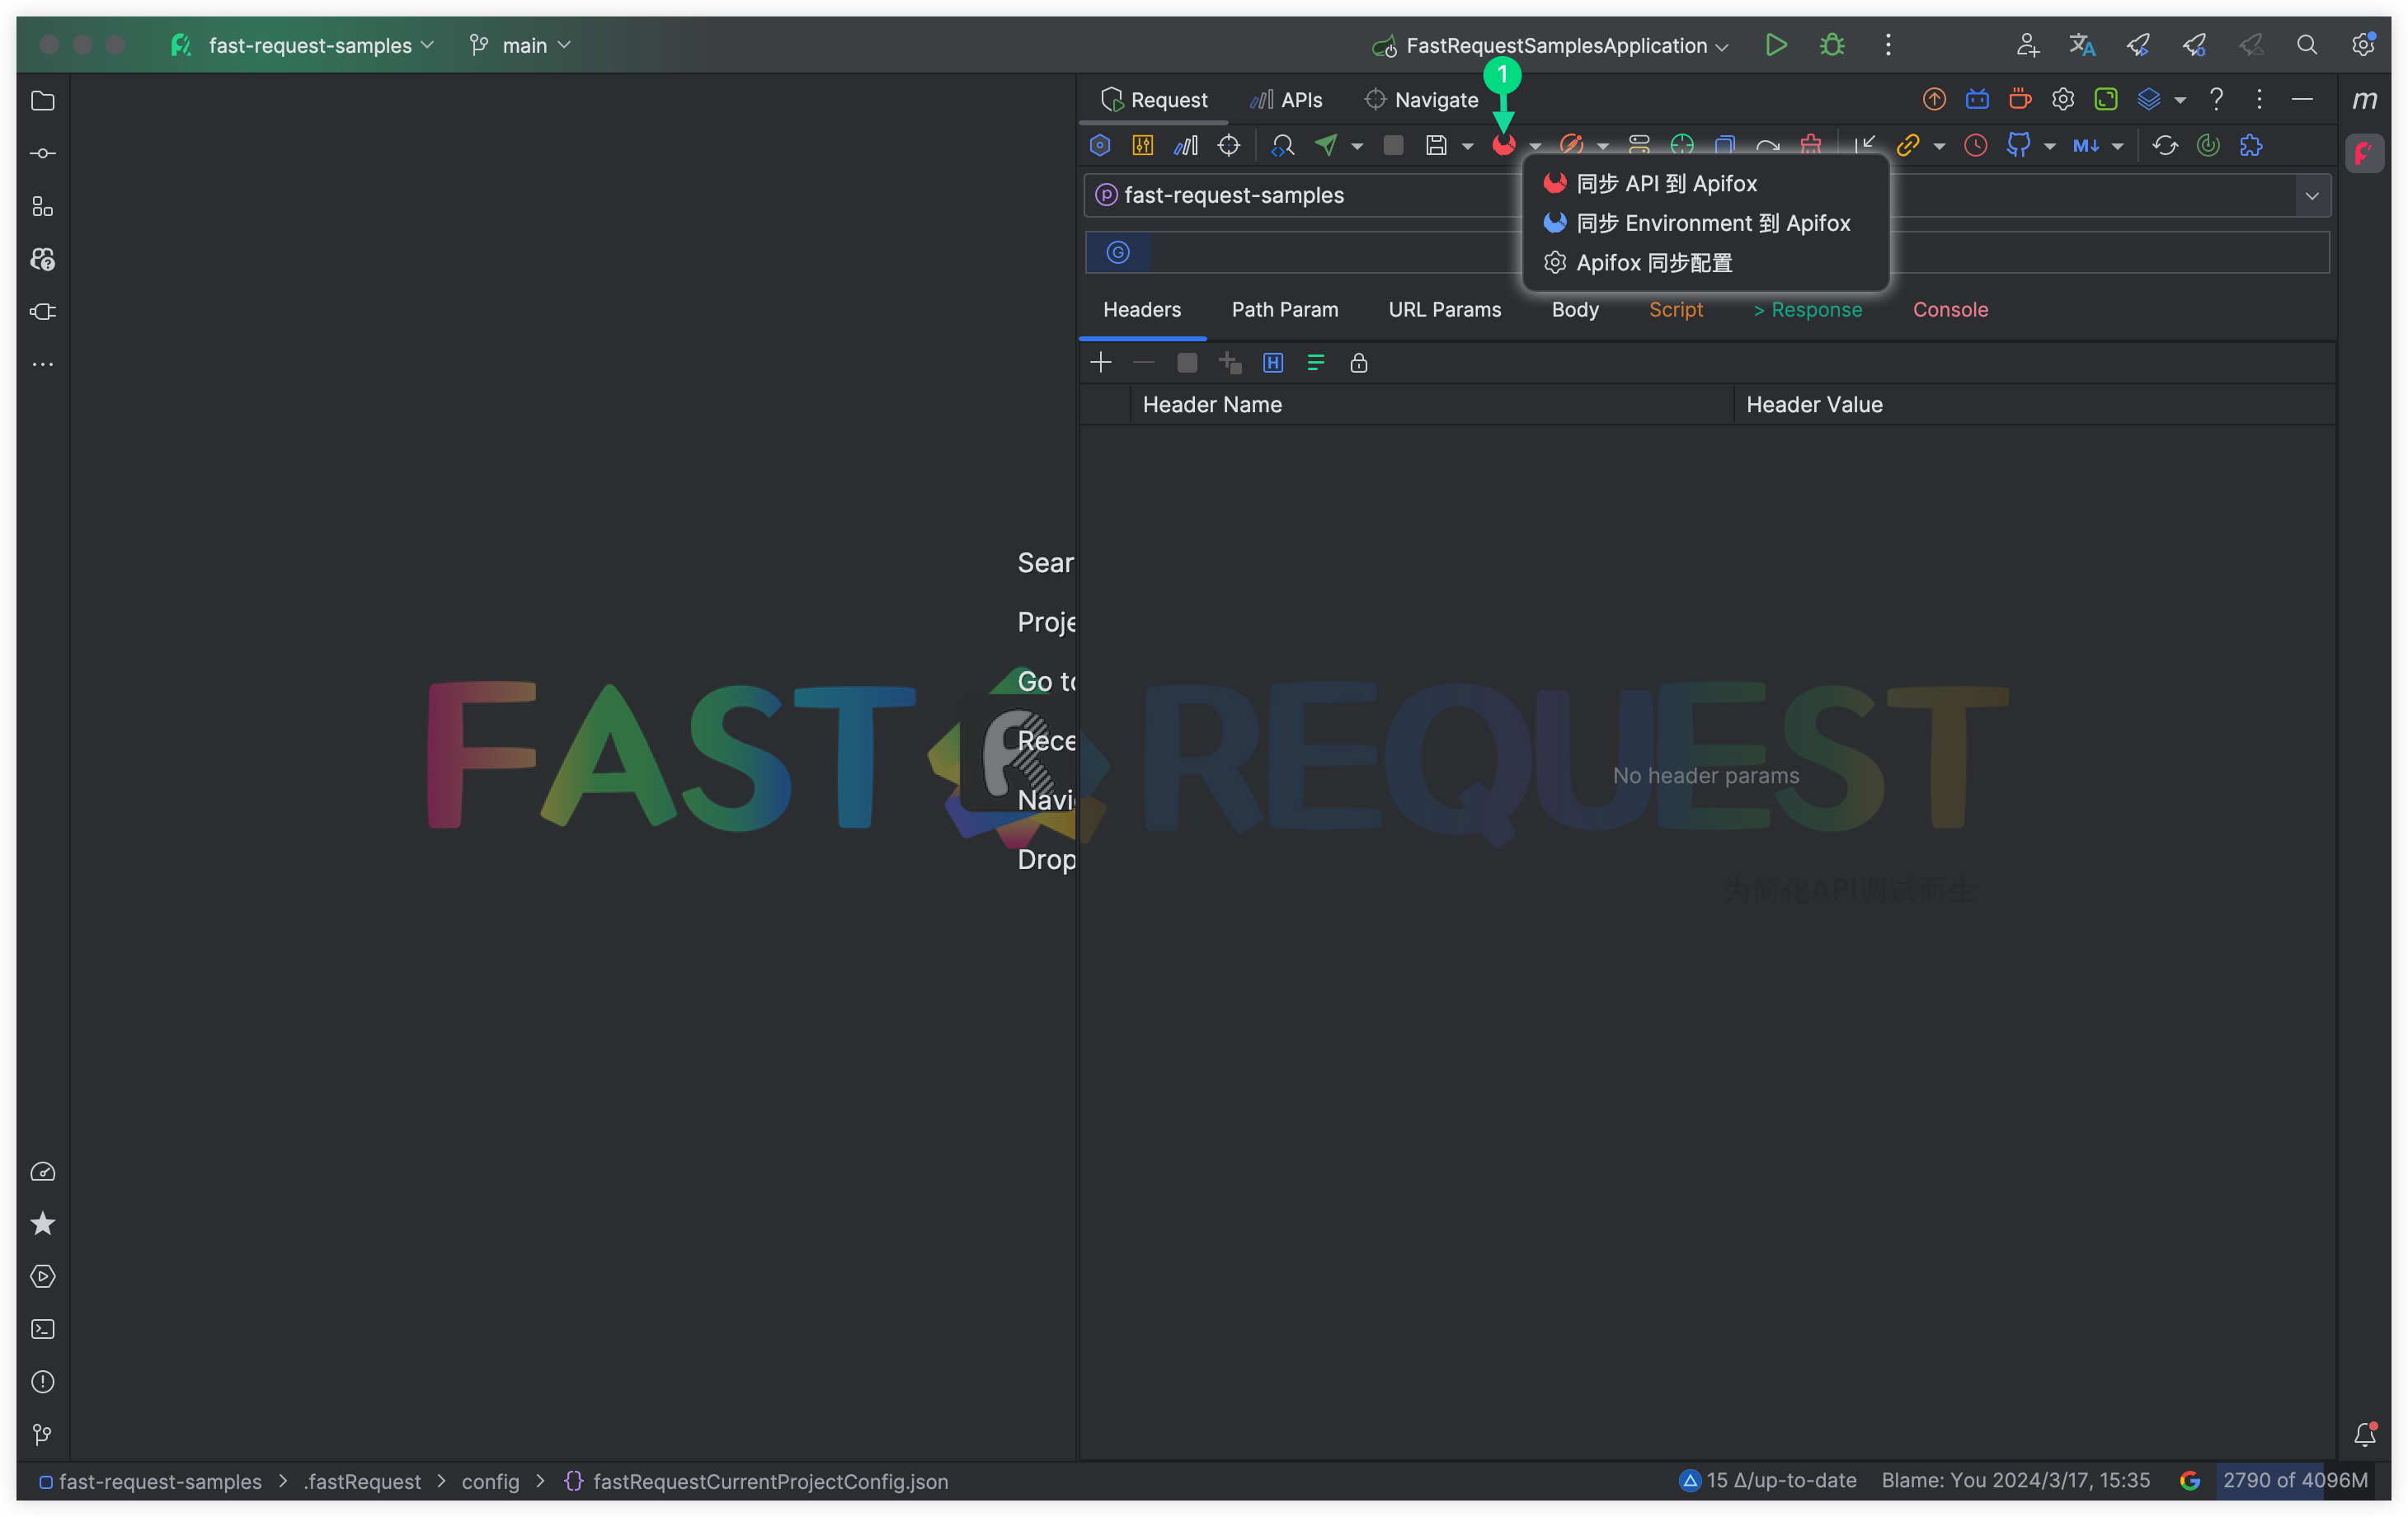 fast-request-samples
main
FastRequestSamplesApplication
1
Request
APIs
Navigate
m
M↓
fast-request-samples
同步 API 到 Apifox
同步 Environment 到 Apifox
Apifox 同步配置
G
Headers
Path Param
URL Params
Body
Script
> Response
Console
H
Header Name
Header Value
Sear
Proje
Go to
Rece
Navi
Drop
FAST REQUEST
No header params
为简化API调试而生
fast-request-samples > .fastRequest > config > {} fastRequestCurrentProjectConfig.json
15 Δ/up-to-date
Blame: You 2024/3/17, 15:35
2790 of 4096M